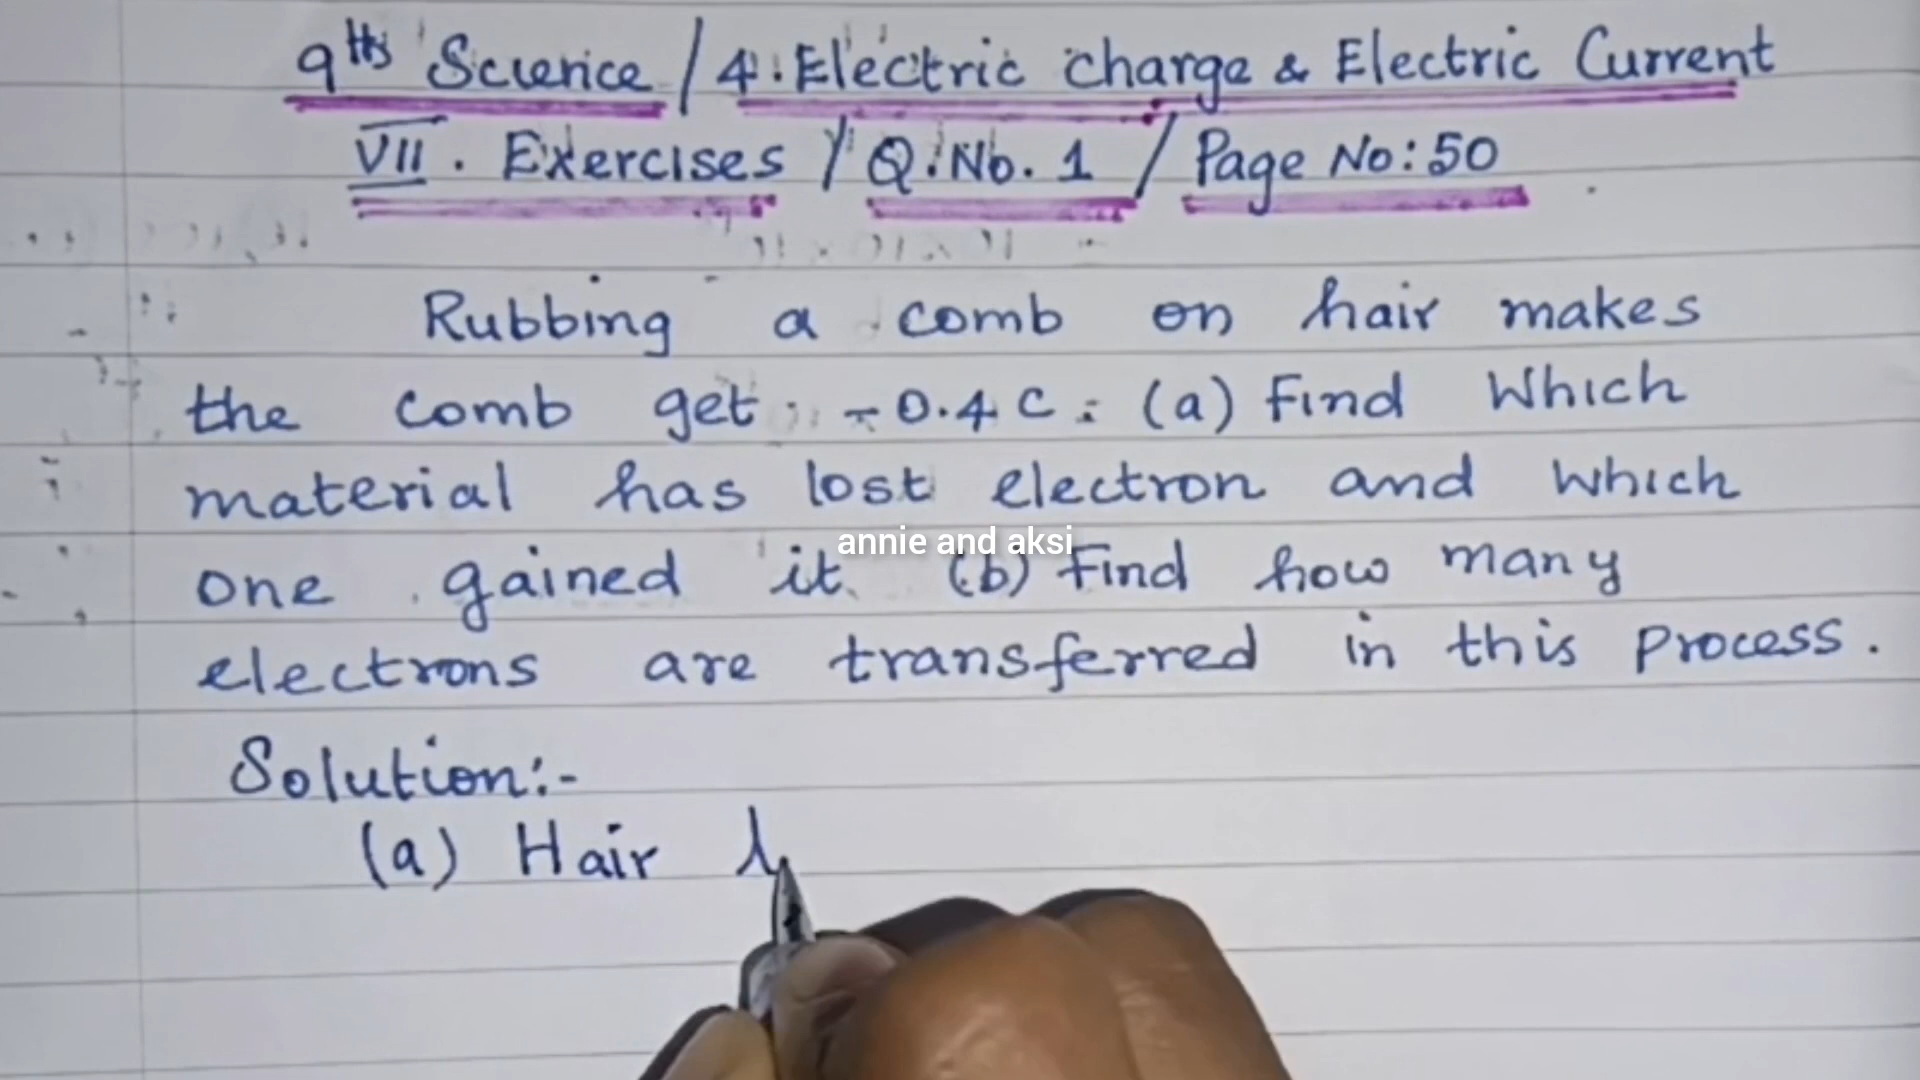 9th Science / 4. Electric charge & Electric Current
VII. Exercises / Q.No. 1 / Page No: 50
Rubbing a comb on hair makes
the comb get -0.4 C. (a) Find Which
material has lost electron and which
annie and aksi
one gained it. (b) Find how many
electrons are transferred in this process.
Solution:-
(a) Hair l